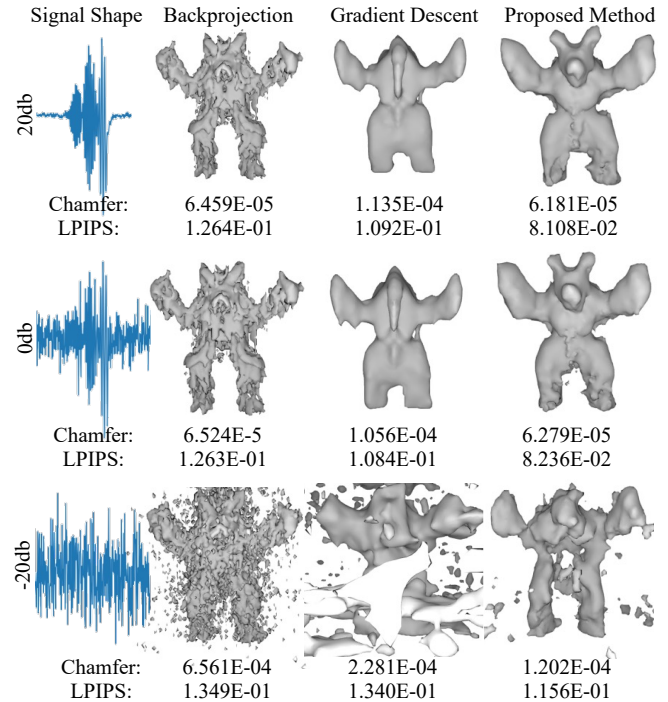 Signal Shape Backprojection Gradient Descent Proposed Method
20db
Chamfer: 6.459E-05 1.135E-04 6.181E-05
LPIPS: 1.264E-01 1.092E-01 8.108E-02
0db
Chamfer: 6.524E-5 1.056E-04 6.279E-05
LPIPS: 1.263E-01 1.084E-01 8.236E-02
-20db
Chamfer: 6.561E-04 2.281E-04 1.202E-04
LPIPS: 1.349E-01 1.340E-01 1.156E-01